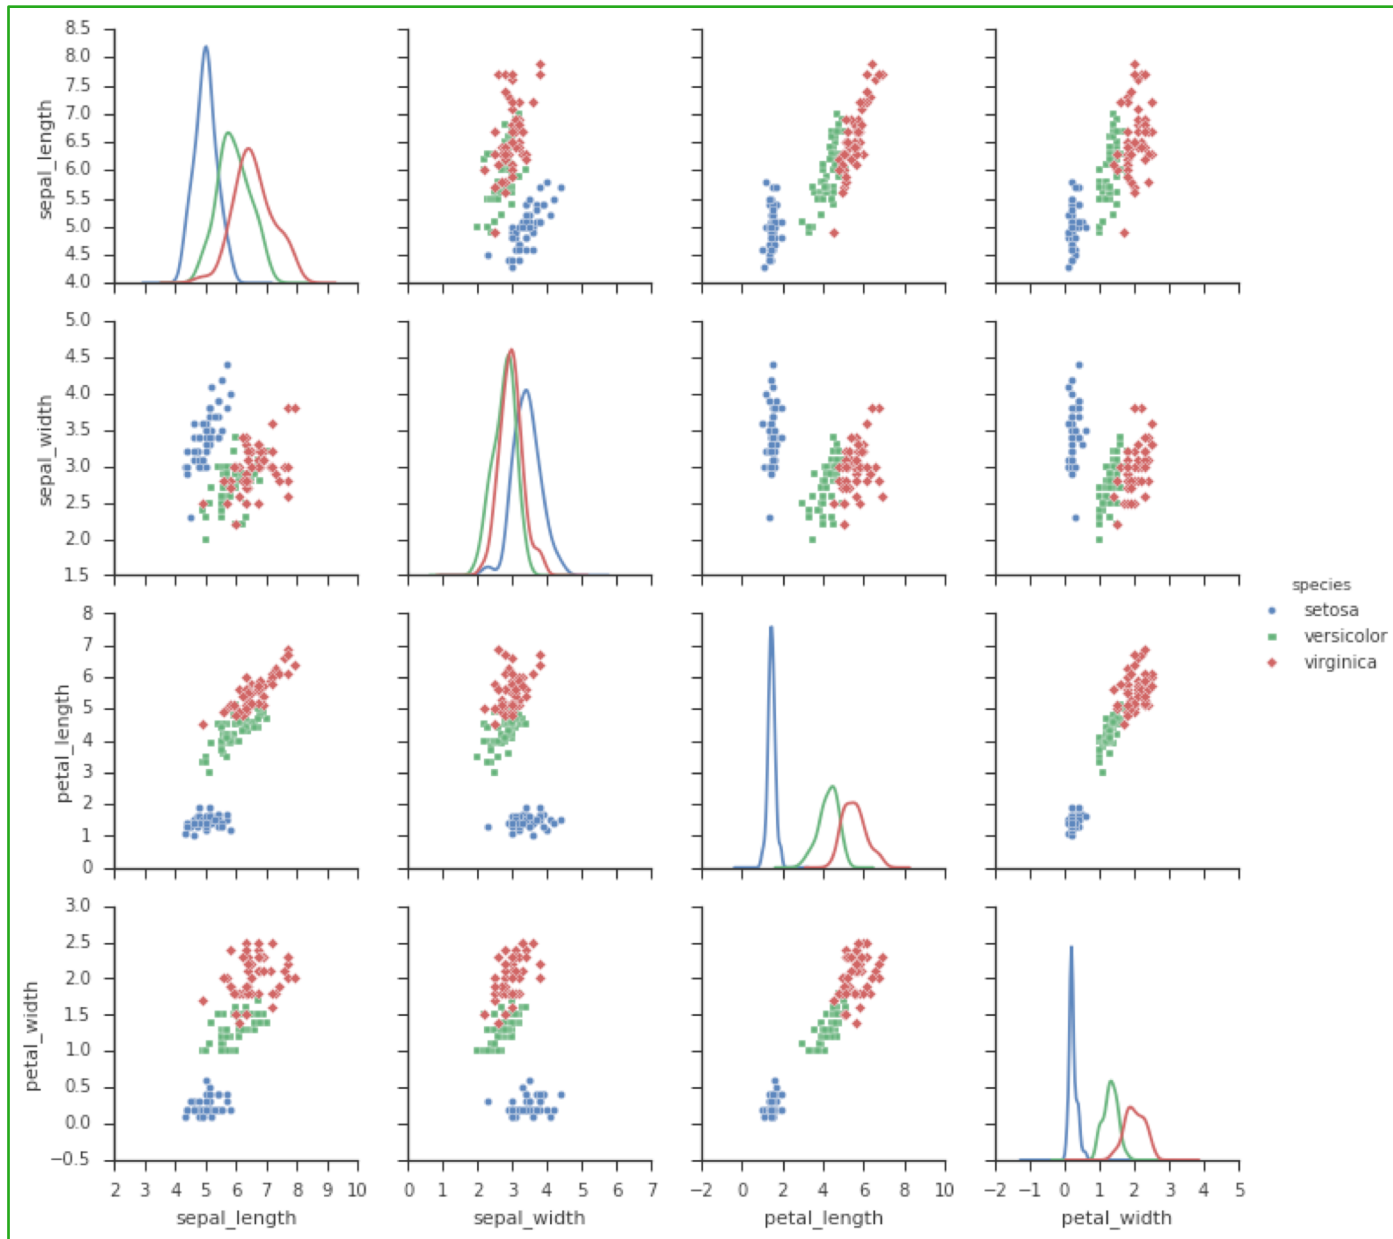 8.5
8.0
7.5
7.0
6.5
6.0
5.5
5.0
4.5
4.0
sepal_length
5.0
4.5
4.0
3.5
3.0
2.5
2.0
1.5
sepal_width
8
7
6
5
4
3
2
1
0
petal_length
3.0
2.5
2.0
1.5
1.0
0.5
0.0
−0.5
petal_width
2 3 4 5 6 7 8 9 10
sepal_length
0 1 2 3 4 5 6 7
sepal_width
−2 0 2 4 6 8 10
petal_length
−2 −1 0 1 2 3 4 5
petal_width
species
setosa
versicolor
virginica